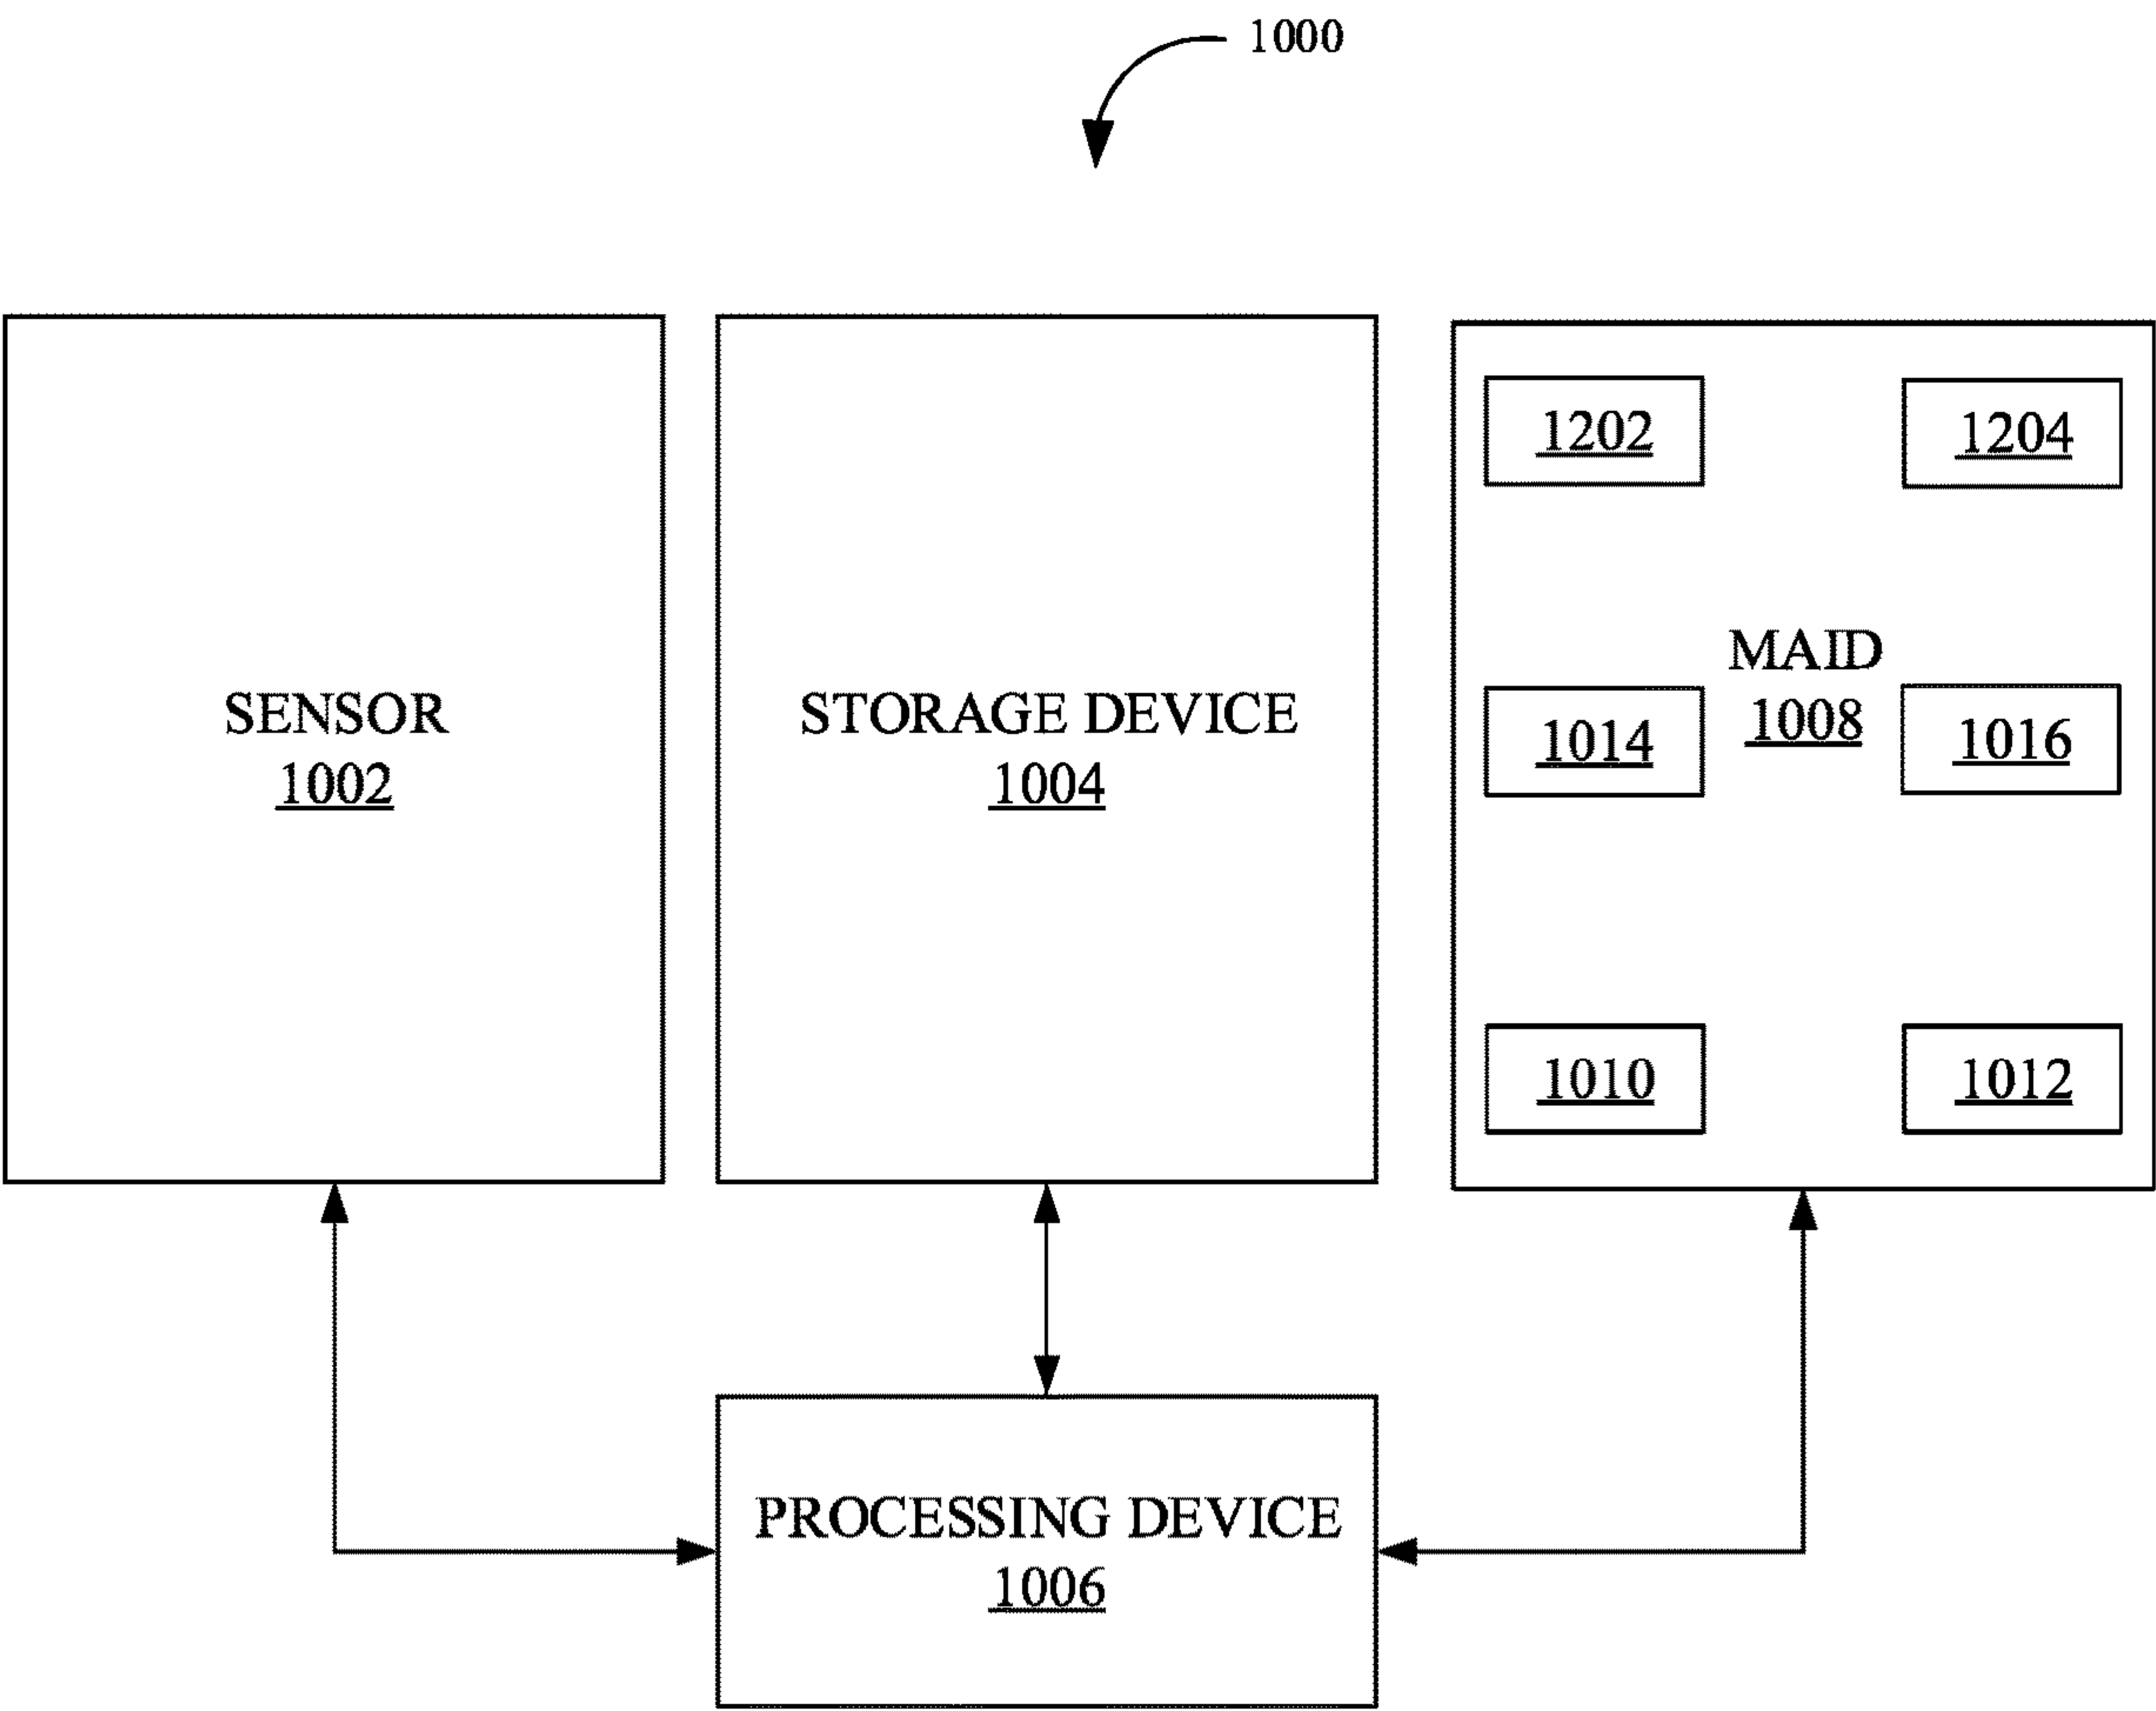 1000
SENSOR
1002
STORAGE DEVICE
1004
1202
1204
MAID
1008
1014
1016
1010
1012
PROCESSING DEVICE
1006